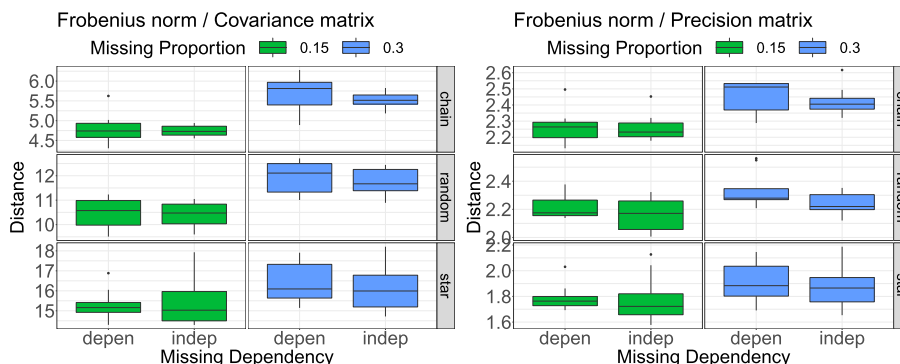 Frobenius norm / Covariance matrix
Missing Proportion 0.15 0.3
Distance
6.0
5.5
5.0
4.5
chain
12
11
10
random
18
17
16
15
star
depen indep depen indep
Missing Dependency
Frobenius norm / Precision matrix
Missing Proportion 0.15 0.3
Distance
2.6
2.5
2.4
2.3
2.2
chain
2.4
2.2
2.0
random
2.2
2.0
1.8
1.6
star
depen indep depen indep
Missing Dependency